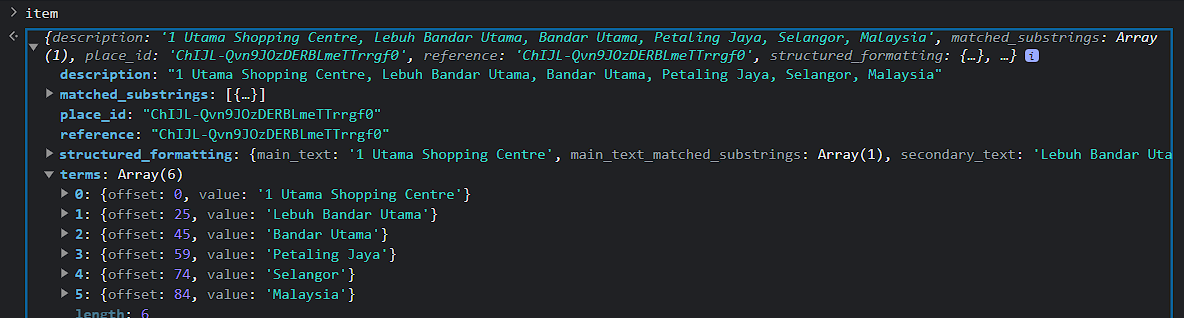 item
{description: '1 Utama Shopping Centre, Lebuh Bandar Utama, Bandar Utama, Petaling Jaya, Selangor, Malaysia', matched_substrings: Array
(1), place_id: 'ChIJL-Qvn9JOzDERBLmeTTrrgf0', reference: 'ChIJL-Qvn9JOzDERBLmeTTrrgf0', structured_formatting: {…}, …}
description: "1 Utama Shopping Centre, Lebuh Bandar Utama, Bandar Utama, Petaling Jaya, Selangor, Malaysia"
matched_substrings: [{…}]
place_id: "ChIJL-Qvn9JOzDERBLmeTTrrgf0"
reference: "ChIJL-Qvn9JOzDERBLmeTTrrgf0"
structured_formatting: {main_text: '1 Utama Shopping Centre', main_text_matched_substrings: Array(1), secondary_text: 'Lebuh Bandar Uta
terms: Array(6)
0: {offset: 0, value: '1 Utama Shopping Centre'}
1: {offset: 25, value: 'Lebuh Bandar Utama'}
2: {offset: 45, value: 'Bandar Utama'}
3: {offset: 59, value: 'Petaling Jaya'}
4: {offset: 74, value: 'Selangor'}
5: {offset: 84, value: 'Malaysia'}
length: 6